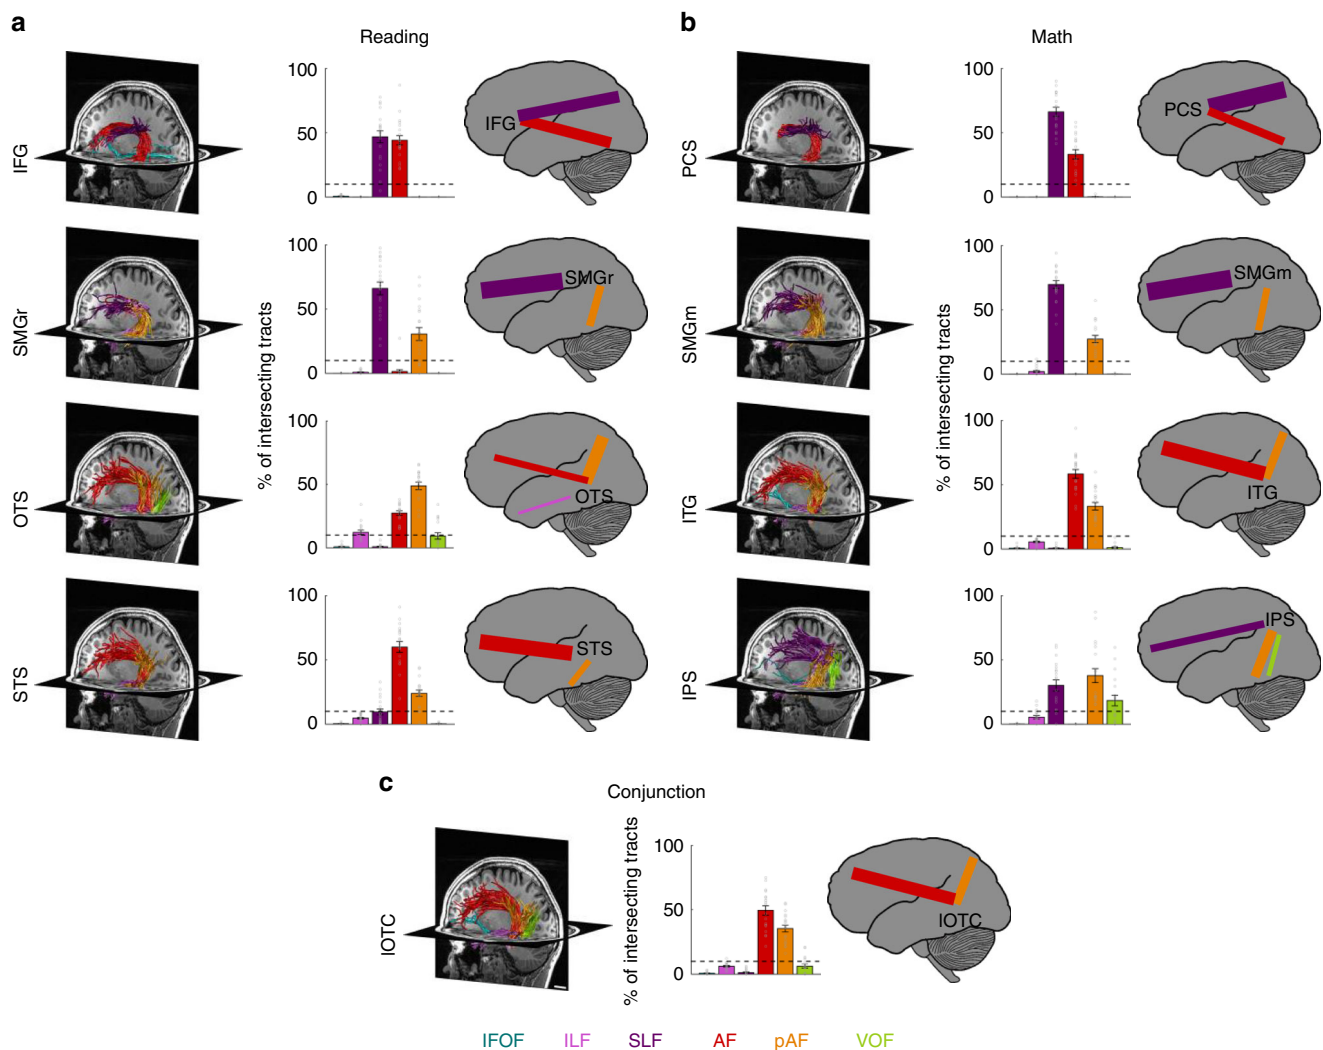 a
Reading
IFG
100
50
0
IFG
SMGr
100
50
0
SMGr
% of intersecting tracts
OTS
100
50
0
OTS
STS
100
50
0
STS
b
Math
PCS
100
50
0
PCS
SMGm
100
50
0
SMGm
% of intersecting tracts
ITG
100
50
0
ITG
IPS
100
50
0
IPS
c
Conjunction
lOTC
% of intersecting tracts
100
50
0
lOTC
IFOF ILF SLF AF pAF VOF